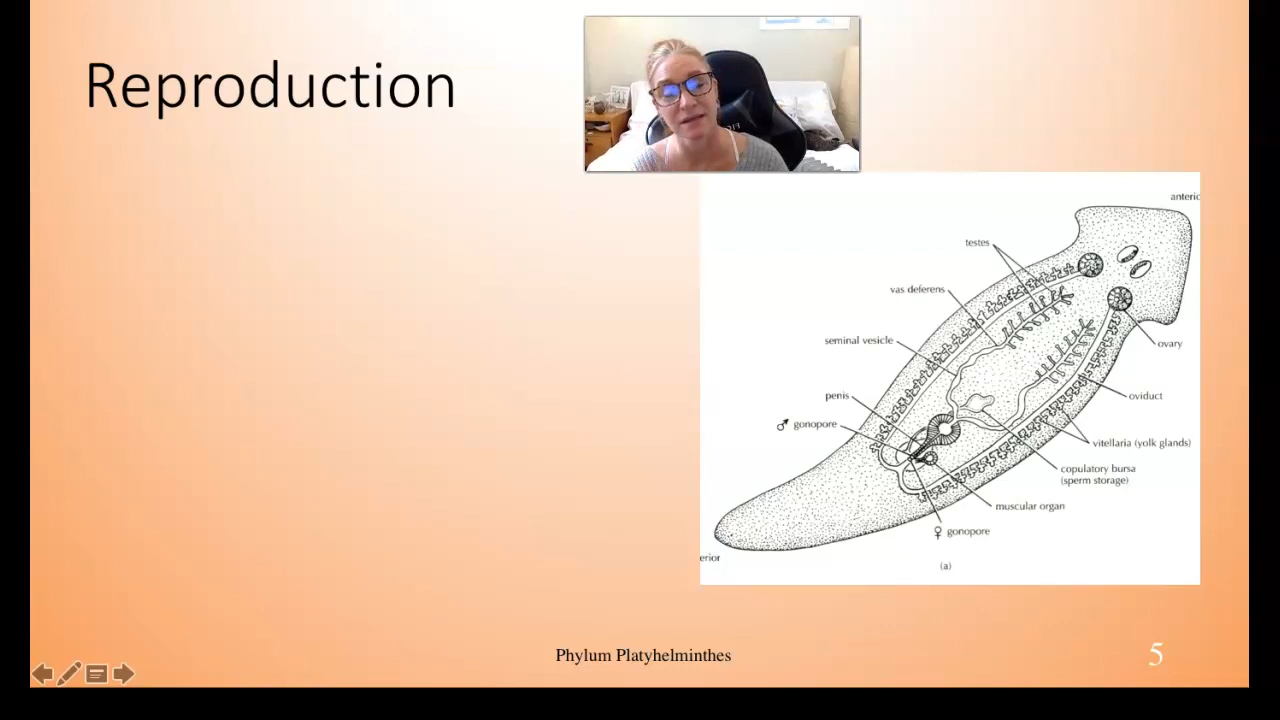 Reproduction
anteric
testes
vas deferens
seminal vesicle
ovary
penis
oviduct
♂ gonopore
vitellaria (yolk glands)
copulatory bursa
(sperm storage)
muscular organ
♀ gonopore
erior
(a)
Phylum Platyhelminthes
5